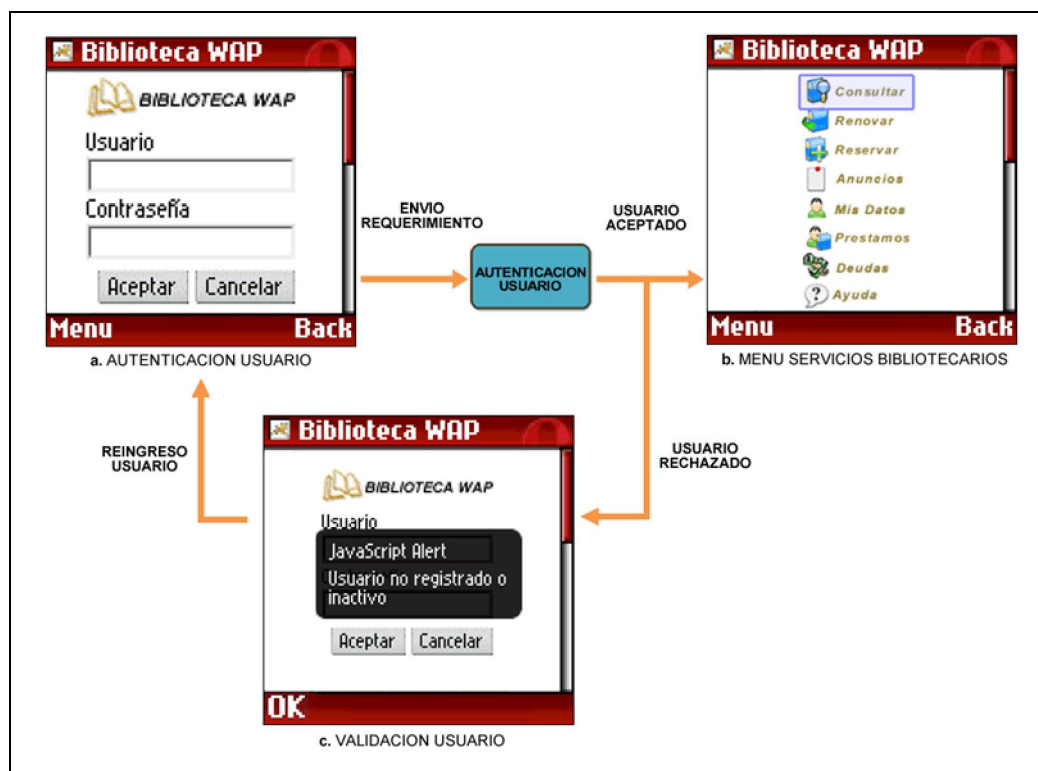 Biblioteca WAP
BIBLIOTECA WAP
Usuario
Contraseña
Aceptar Cancelar
Menu Back
a. AUTENTICACION USUARIO
ENVIO
REQUERIMIENTO
AUTENTICACION
USUARIO
USUARIO
ACEPTADO
Biblioteca WAP
Consultar
Renovar
Reservar
Anuncios
Mis Datos
Prestamos
Deudas
Ayuda
Menu Back
b. MENU SERVICIOS BIBLIOTECARIOS
USUARIO
RECHAZADO
Biblioteca WAP
BIBLIOTECA WAP
Usuario
JavaScript Alert
Usuario no registrado o
inactivo
Aceptar Cancelar
OK
c. VALIDACION USUARIO
REINGRESO
USUARIO